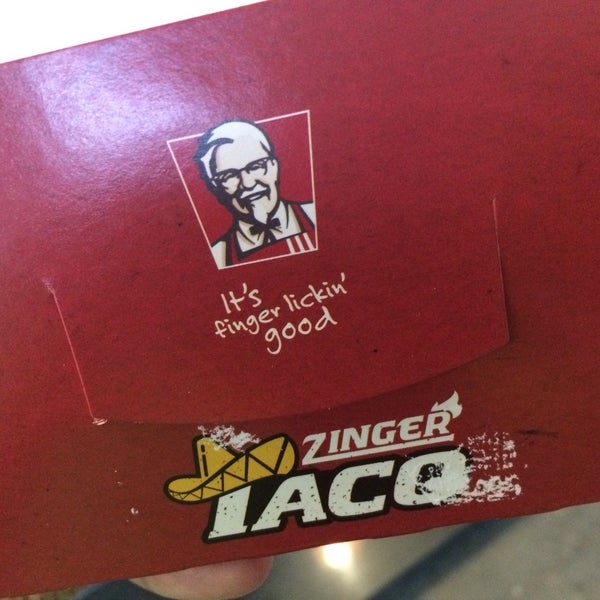 It's
finger lickin'
good
ZINGER
TACO